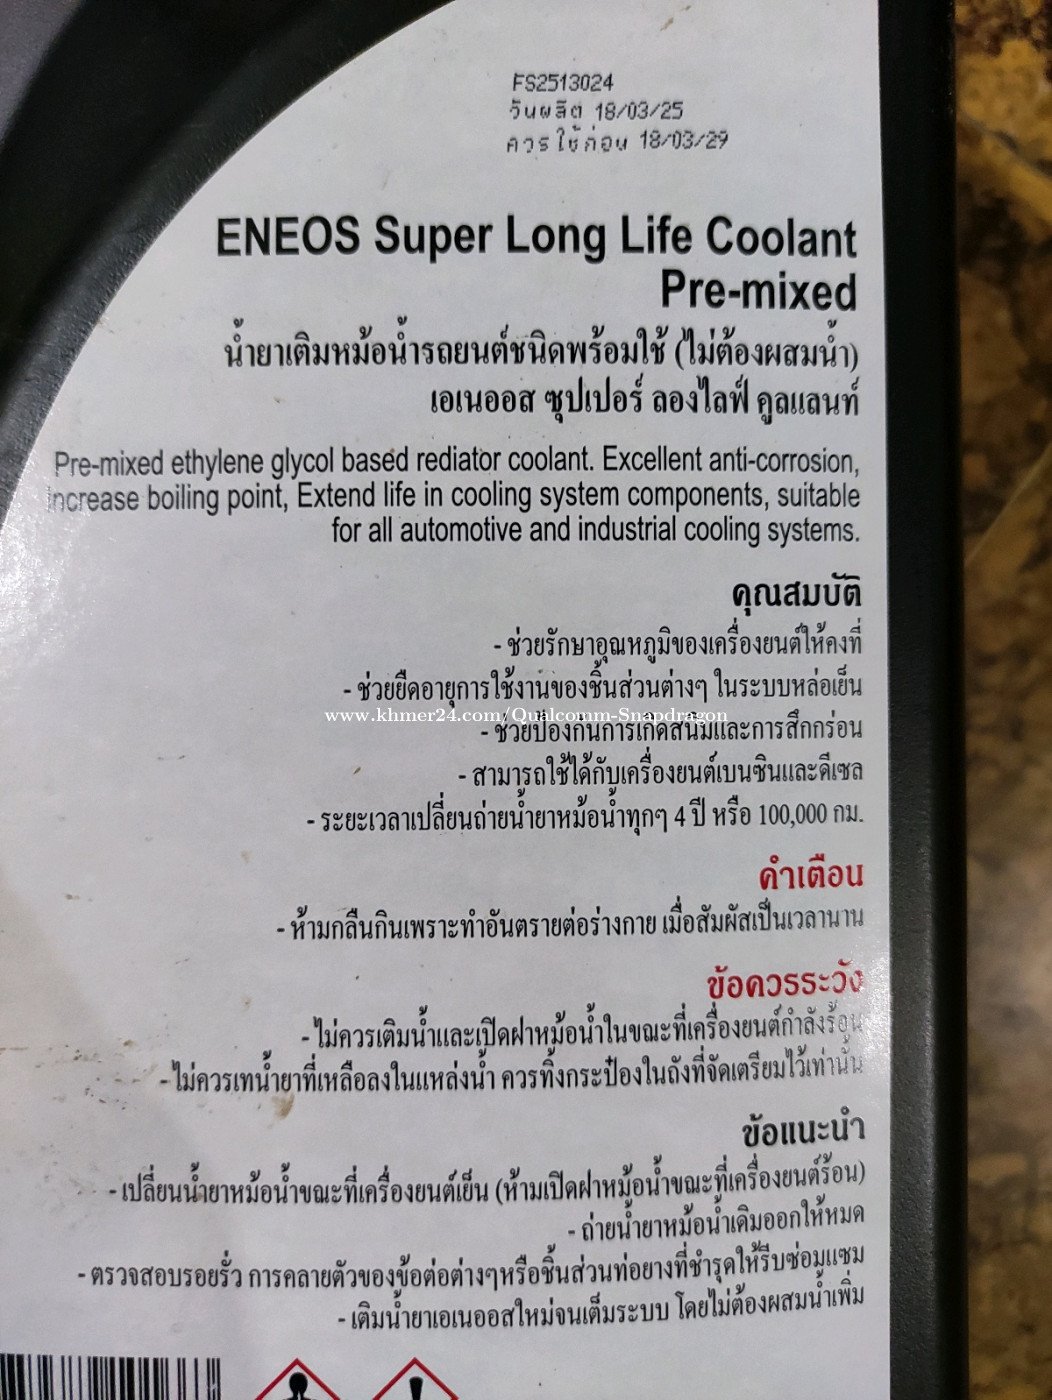 FS2513024
วันผลิต 18/03/25
ควรใช้ก่อน 18/03/29
ENEOS Super Long Life Coolant
Pre-mixed
น้ำยาเติมหม้อน้ำรถยนต์ชนิดพร้อมใช้ (ไม่ต้องผสมน้ำ)
เอเนออส ซุปเปอร์ ลองไลฟ์ คูลแลนท์
Pre-mixed ethylene glycol based rediator coolant. Excellent anti-corrosion,
increase boiling point, Extend life in cooling system components, suitable
for all automotive and industrial cooling systems.
คุณสมบัติ
- ช่วยรักษาอุณหภูมิของเครื่องยนต์ให้คงที่
- ช่วยยืดอายุการใช้งานของชิ้นส่วนต่างๆ ในระบบหล่อเย็น
www.khmer24.com/Qualcomm-Snapdragon
- ช่วยป้องกันการเกิดสนิมและการสึกกร่อน
- สามารถใช้ได้กับเครื่องยนต์เบนซินและดีเซล
- ระยะเวลาเปลี่ยนถ่ายน้ำยาหม้อน้ำทุกๆ 4 ปี หรือ 100,000 กม.
คำเตือน
- ห้ามกลืนกินเพราะทำอันตรายต่อร่างกาย เมื่อสัมผัสเป็นเวลานาน
ข้อควรระวัง
- ไม่ควรเติมน้ำและเปิดฝาหม้อน้ำในขณะที่เครื่องยนต์กำลังร้อน
- ไม่ควรเทน้ำยาที่เหลือลงในแหล่งน้ำ ควรทิ้งกระป๋องในถังที่จัดเตรียมไว้เท่านั้น
ข้อแนะนำ
- เปลี่ยนน้ำยาหม้อน้ำขณะที่เครื่องยนต์เย็น (ห้ามเปิดฝาหม้อน้ำขณะที่เครื่องยนต์ร้อน)
- ถ่ายน้ำยาหม้อน้ำเดิมออกให้หมด
- ตรวจสอบรอยรั่ว การคลายตัวของข้อต่อต่างๆหรือชิ้นส่วนท่อยางที่ชำรุดให้รีบซ่อมแซม
- เติมน้ำยาเอเนออสใหม่จนเต็มระบบ โดยไม่ต้องผสมน้ำเพิ่ม